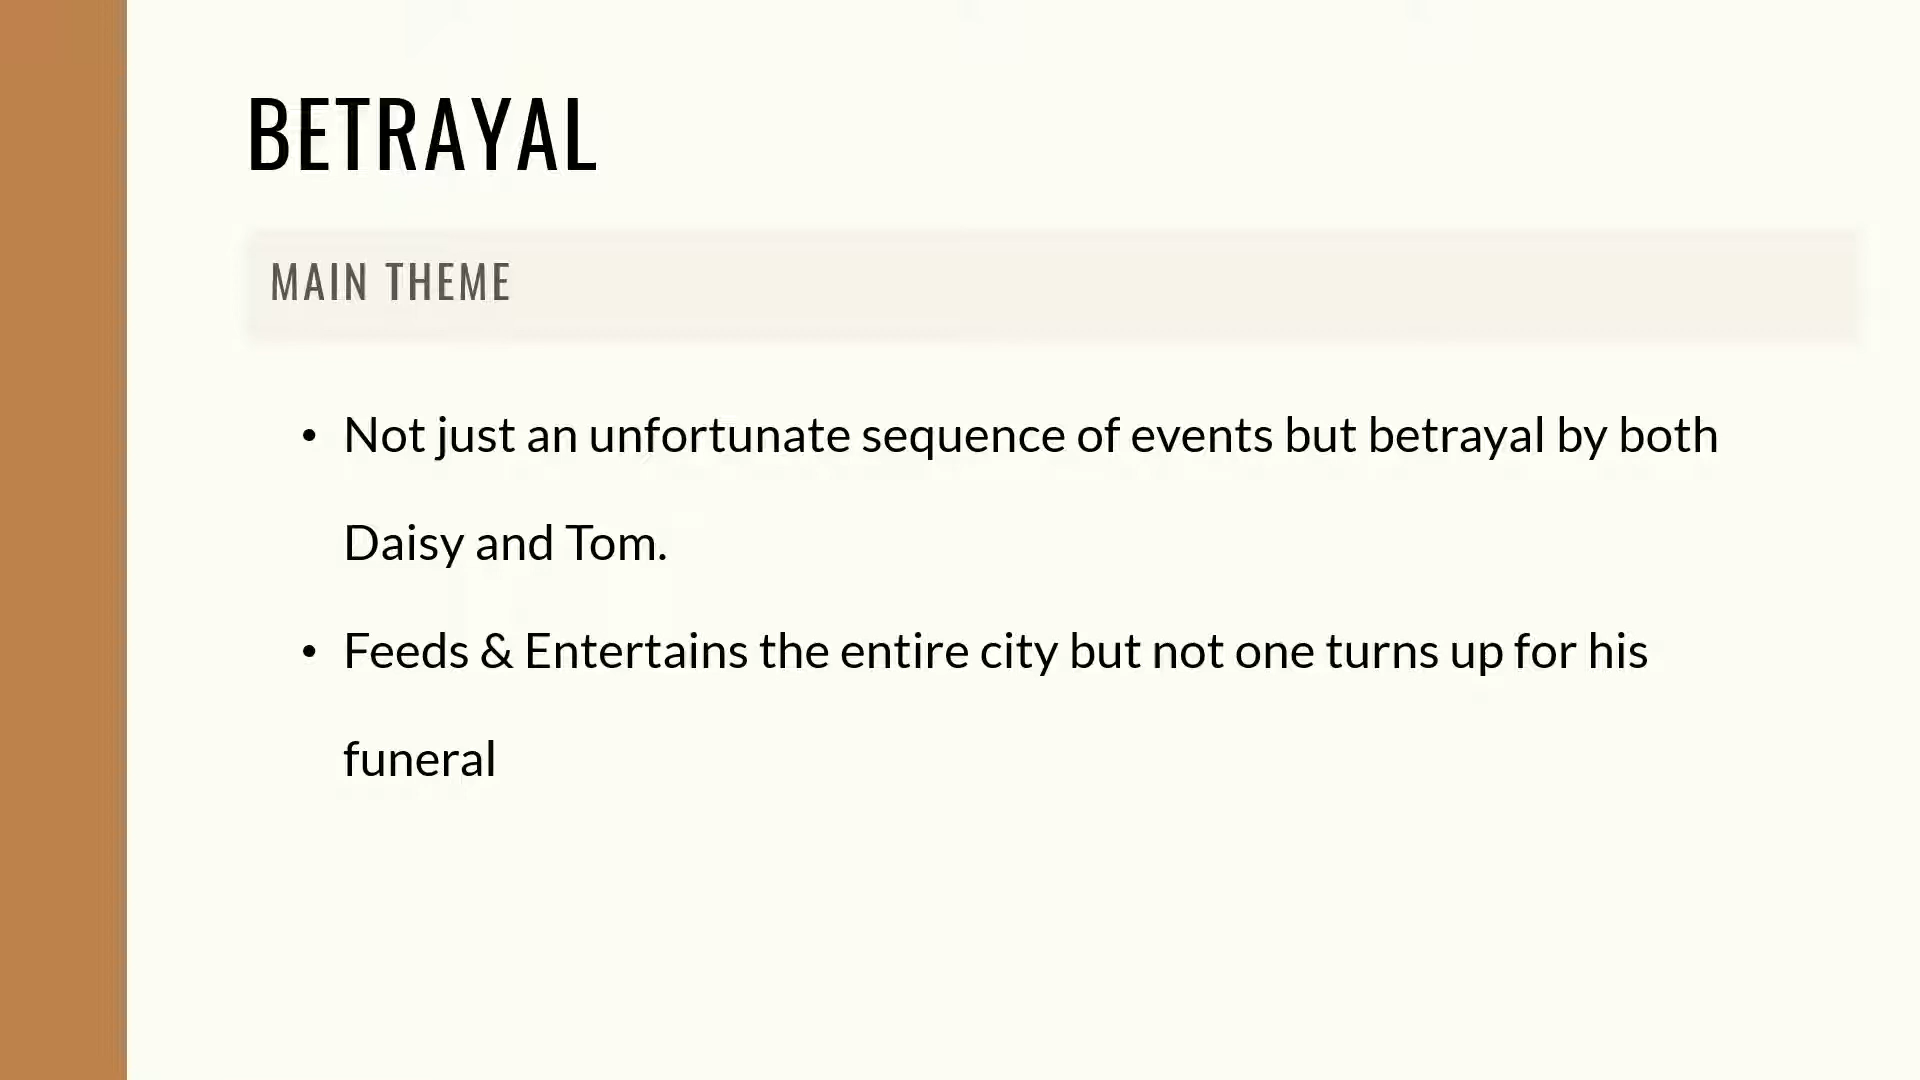 BETRAYAL
MAIN THEME
• Not just an unfortunate sequence of events but betrayal by both
Daisy and Tom.
• Feeds & Entertains the entire city but not one turns up for his
funeral